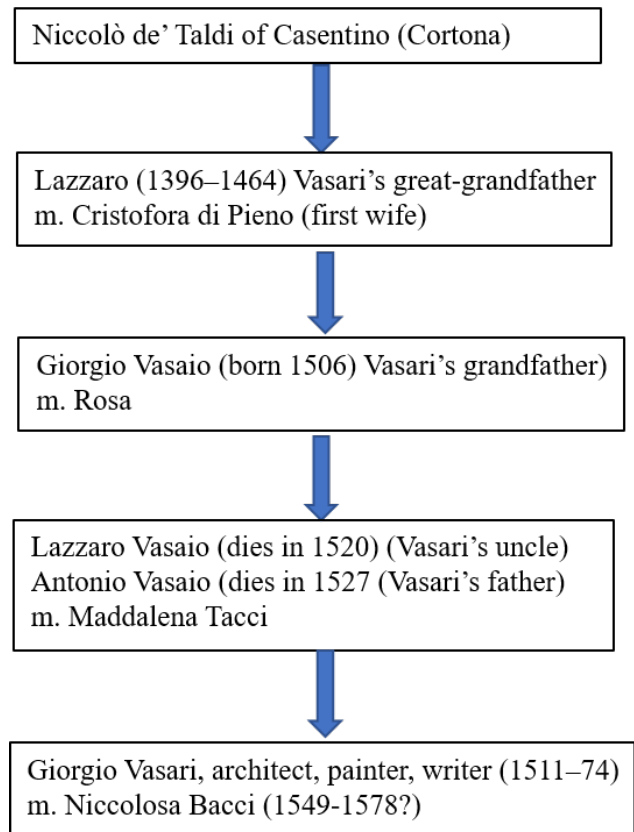 Niccolò de’ Taldi of Casentino (Cortona)
Lazzaro (1396–1464) Vasari’s great-grandfather
m. Cristofora di Pieno (first wife)
Giorgio Vasaio (born 1506) Vasari’s grandfather)
m. Rosa
Lazzaro Vasaio (dies in 1520) (Vasari’s uncle)
Antonio Vasaio (dies in 1527 (Vasari’s father)
m. Maddalena Tacci
Giorgio Vasari, architect, painter, writer (1511–74)
m. Niccolosa Bacci (1549-1578?)